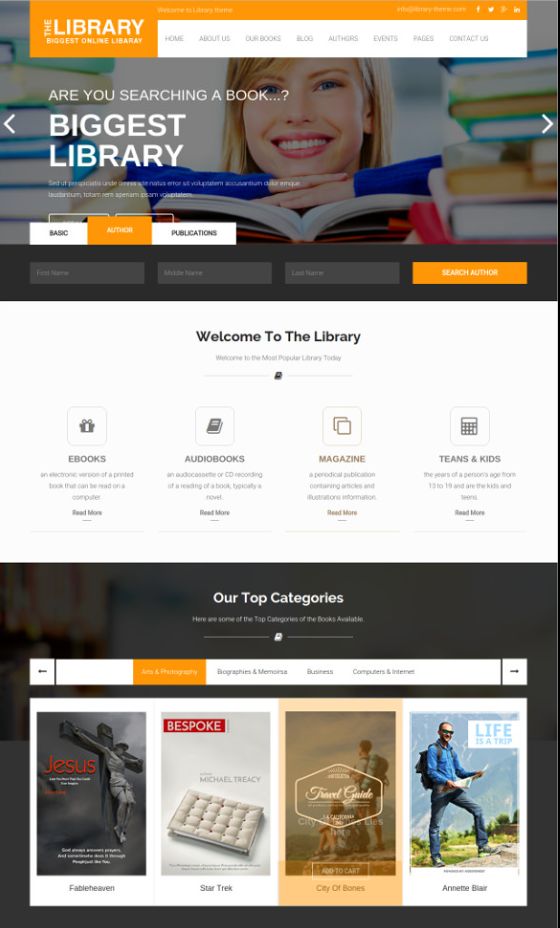 Welcome to Library theme
info@library-theme.com
THE LIBRARY
BIGGEST ONLINE LIBARAY
HOME ABOUT US OUR BOOKS BLOG AUTHORS EVENTS PAGES CONTACT US
ARE YOU SEARCHING A BOOK...?
BIGGEST
LIBRARY
Sed ut perspiciatis unde omnis iste natus error sit voluptatem accusantium dolor emque
laudantium, totam rem aperiam ipsam voluptatem.
BASIC AUTHOR PUBLICATIONS
First Name Middle Name Last Name SEARCH AUTHOR
Welcome To The Library
Welcome to the Most Popular Library Today
EBOOKS
an electronic version of a printed
book that can be read on a
computer
Read More
AUDIOBOOKS
an audiocassette or CD recording
of a reading of a book, typically a
novel.
Read More
MAGAZINE
a periodical publication
containing articles and
illustrations information.
Read More
TEANS & KIDS
the years of a person's age from
13 to 19 and are the kids and
teens.
Read More
Our Top Categories
Here are some of the Top Categories of the Books Available.
Arts & Photography Biographies & Memoirsa Business Computers & Internet
Jesus
God always answers prayers,
And sometimes does it through
Fableheaven
BESPOKE
MICHAEL TREACY
Star Trek
Travel Guide
City Of Bones Lies
here
ADD TO CART
City Of Bones
LIFE
IS A TRIP
Annette Blair